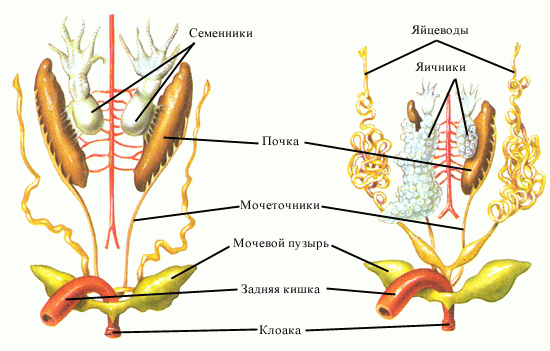 Семенники
Яйцеводы
Яичники
Почка
Мочеточники
Мочевой пузырь
Задняя кишка
Клоака